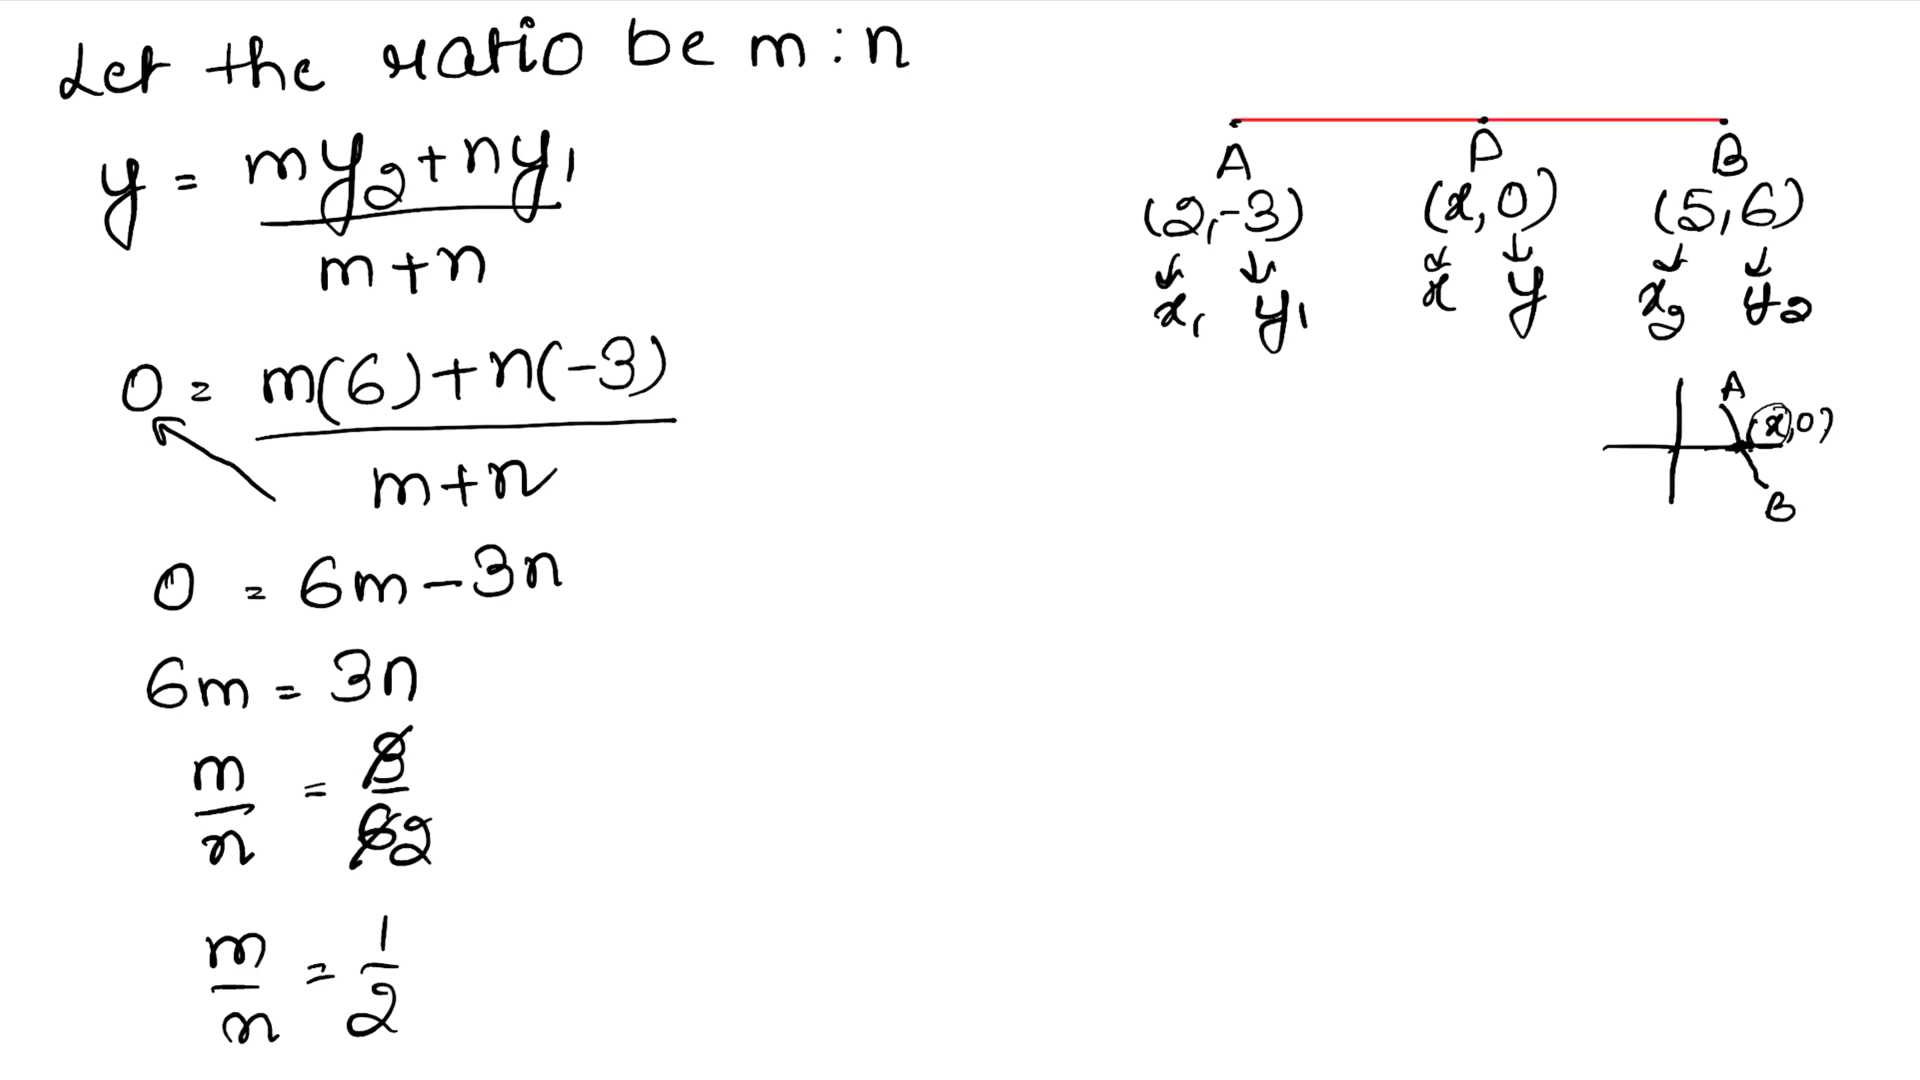 Let the ratio be m:n
y = my₂+ny₁
m+n
0 = m(6)+n(-3)
m+n
0 = 6m-3n
6m = 3n
m = 3
n 6 2
m = 1
n 2
A P B
(2,-3) (x,0) (5,6)
x₁ y₁ x y x₂ y₂
A
(x,0)
B